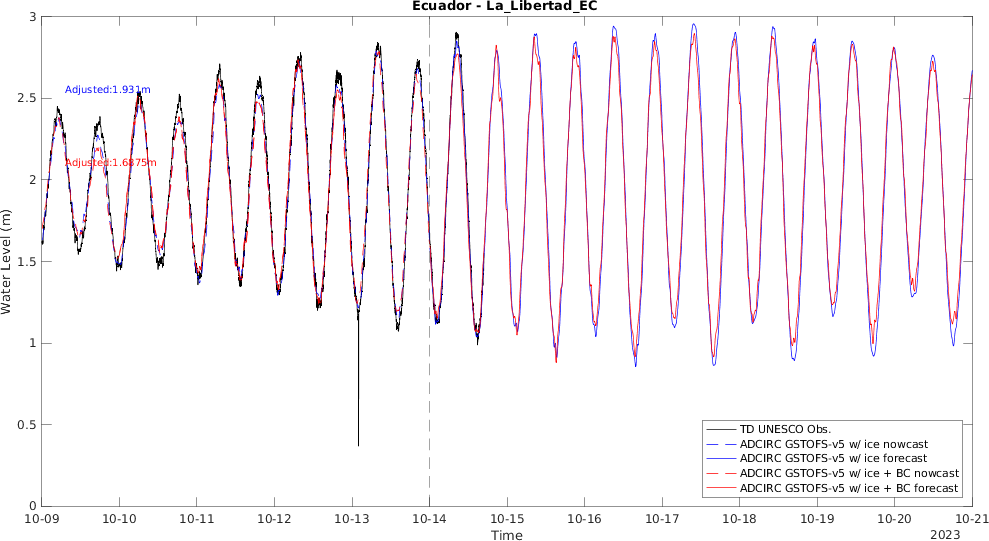 Ecuador - La_Libertad_EC
3
2.5
2
1.5
1
0.5
0
Water Level (m)
Adjusted:1.931m
Adjusted:1.6875m
TD UNESCO Obs.
ADCIRC GSTOFS-v5 w/ ice nowcast
ADCIRC GSTOFS-v5 w/ ice forecast
ADCIRC GSTOFS-v5 w/ ice + BC nowcast
ADCIRC GSTOFS-v5 w/ ice + BC forecast
10-09 10-10 10-11 10-12 10-13 10-14 10-15 10-16 10-17 10-18 10-19 10-20 10-21
Time
2023